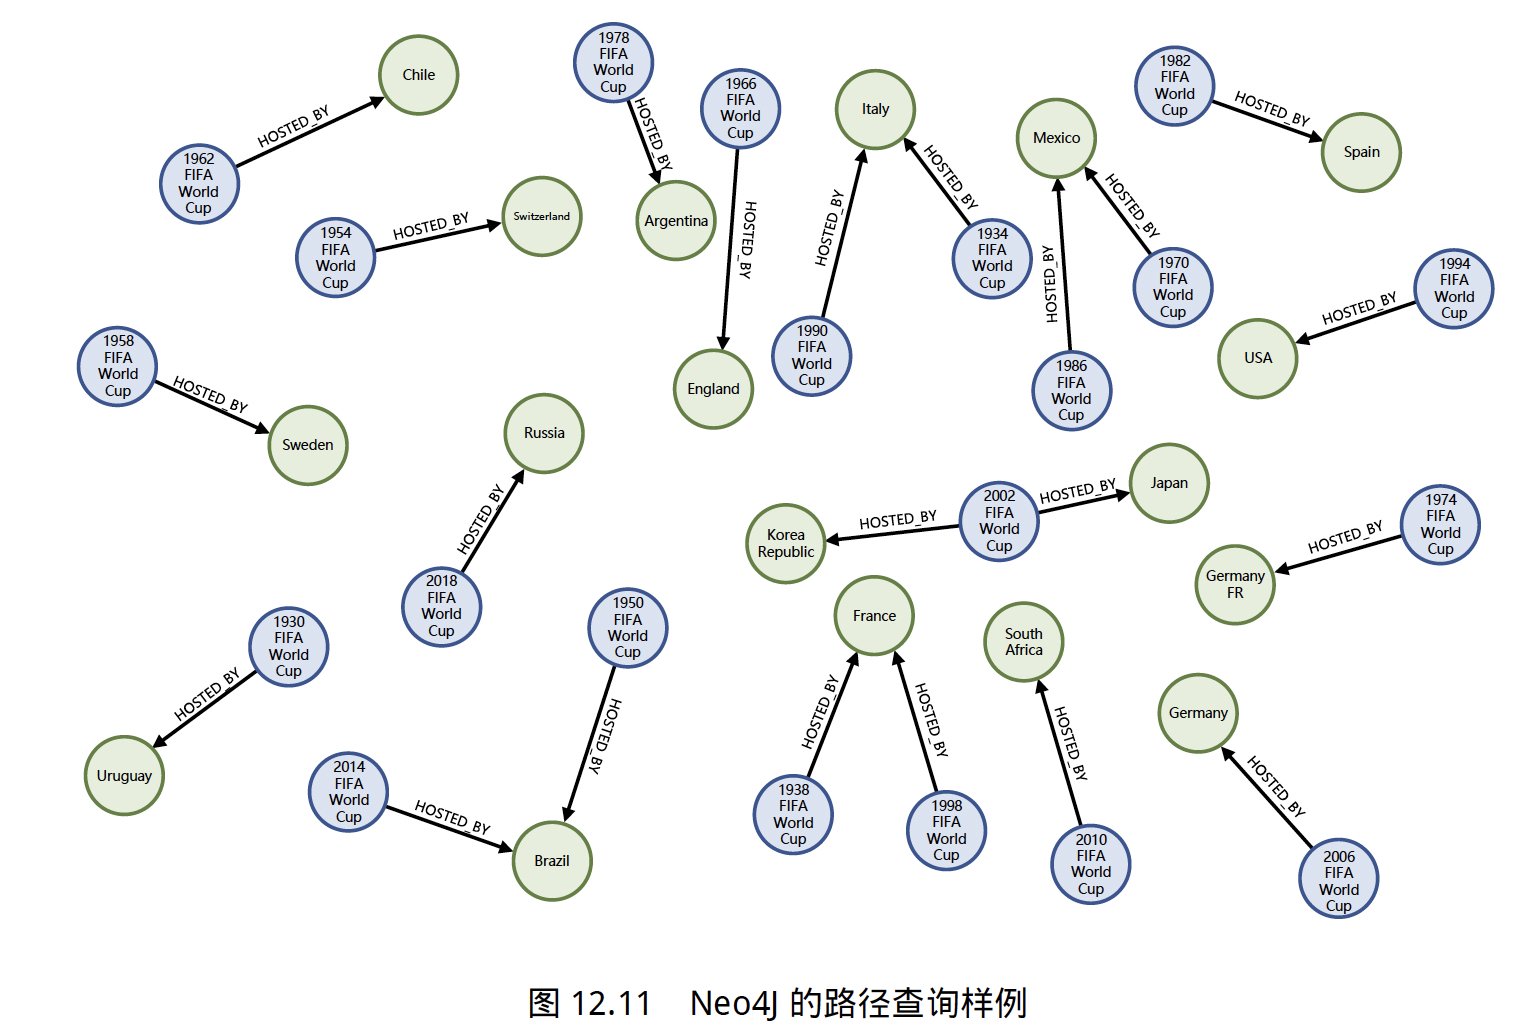 Chile
HOSTED_BY
1962
FIFA
World
Cup
1954
FIFA
World
Cup
HOSTED_BY
Switzerland
1978
FIFA
World
Cup
HOSTED_BY
Argentina
1966
FIFA
World
Cup
HOSTED_BY
England
Italy
HOSTED_BY
1934
FIFA
World
Cup
HOSTED_BY
1990
FIFA
World
Cup
Mexico
HOSTED_BY
1970
FIFA
World
Cup
HOSTED_BY
1986
FIFA
World
Cup
1982
FIFA
World
Cup
HOSTED_BY
Spain
1994
FIFA
World
Cup
HOSTED_BY
USA
1958
FIFA
World
Cup
HOSTED_BY
Sweden
Russia
HOSTED_BY
2018
FIFA
World
Cup
Korea
Republic
HOSTED_BY
2002
FIFA
World
Cup
HOSTED_BY
Japan
1974
FIFA
World
Cup
HOSTED_BY
Germany
FR
1930
FIFA
World
Cup
HOSTED_BY
Uruguay
1950
FIFA
World
Cup
HOSTED_BY
2014
FIFA
World
Cup
HOSTED_BY
Brazil
France
HOSTED_BY
HOSTED_BY
1938
FIFA
World
Cup
1998
FIFA
World
Cup
South
Africa
HOSTED_BY
2010
FIFA
World
Cup
Germany
HOSTED_BY
2006
FIFA
World
Cup
图 12.11 Neo4J 的路径查询样例